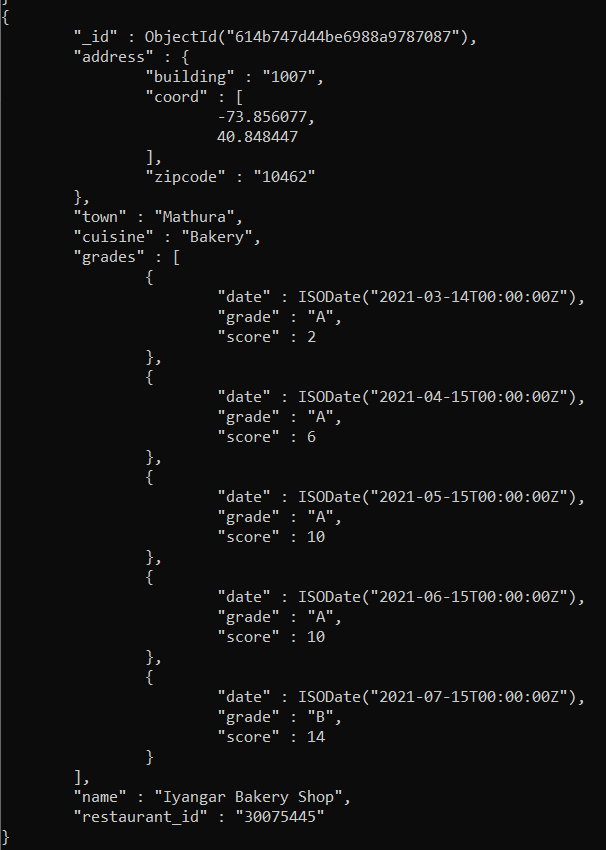 }
{
        "_id" : ObjectId("614b747d44be6988a9787087"),
        "address" : {
                "building" : "1007",
                "coord" : [
                        -73.856077,
                        40.848447
                ],
                "zipcode" : "10462"
        },
        "town" : "Mathura",
        "cuisine" : "Bakery",
        "grades" : [
                {
                        "date" : ISODate("2021-03-14T00:00:00Z"),
                        "grade" : "A",
                        "score" : 2
                },
                {
                        "date" : ISODate("2021-04-15T00:00:00Z"),
                        "grade" : "A",
                        "score" : 6
                },
                {
                        "date" : ISODate("2021-05-15T00:00:00Z"),
                        "grade" : "A",
                        "score" : 10
                },
                {
                        "date" : ISODate("2021-06-15T00:00:00Z"),
                        "grade" : "A",
                        "score" : 10
                },
                {
                        "date" : ISODate("2021-07-15T00:00:00Z"),
                        "grade" : "B",
                        "score" : 14
                }
        ],
        "name" : "Iyangar Bakery Shop",
        "restaurant_id" : "30075445"
}